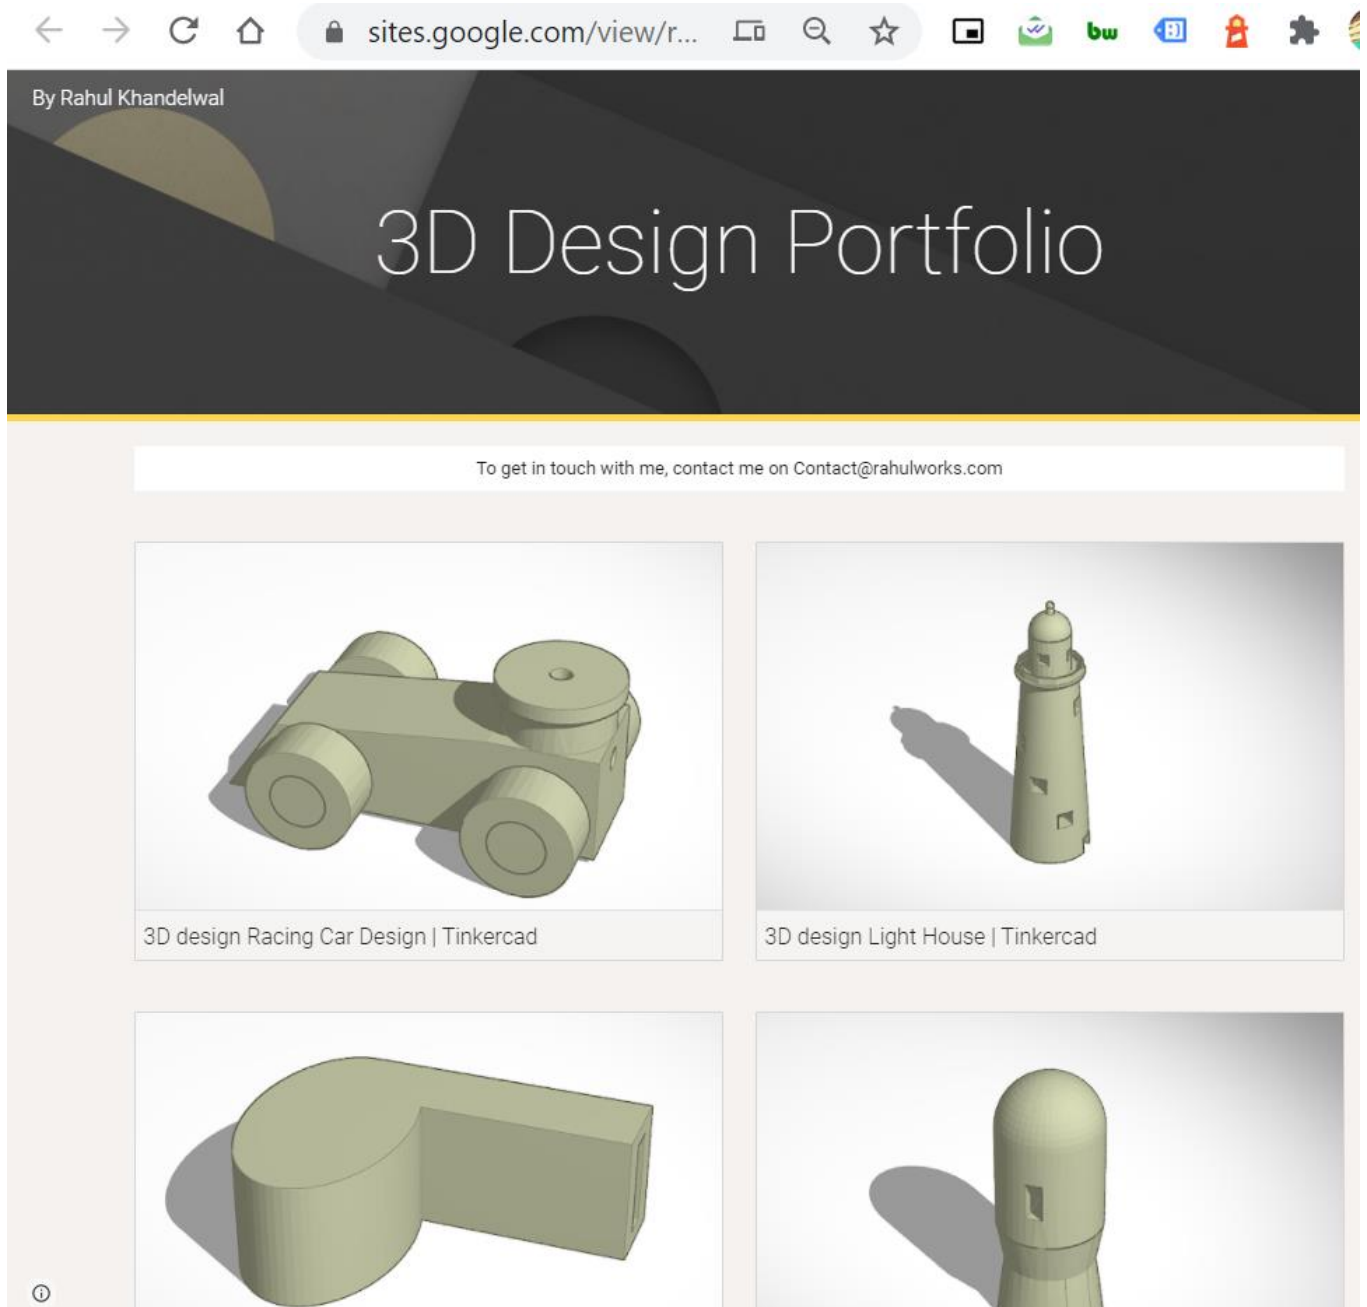 sites.google.com/view/r...
bw
By Rahul Khandelwal
3D Design Portfolio
To get in touch with me, contact me on Contact@rahulworks.com
3D design Racing Car Design | Tinkercad
3D design Light House | Tinkercad